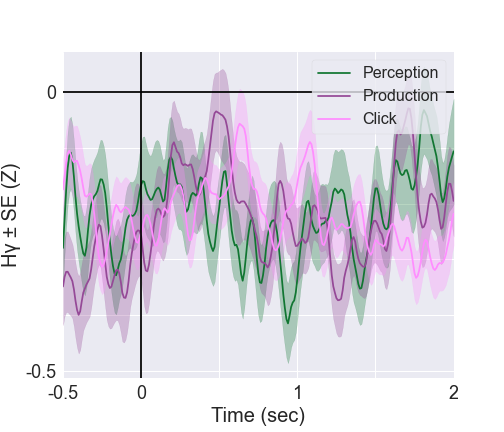 Perception
Production
Click
0
-0.5
-0.5 0 1 2
Hγ ± SE (Z)
Time (sec)